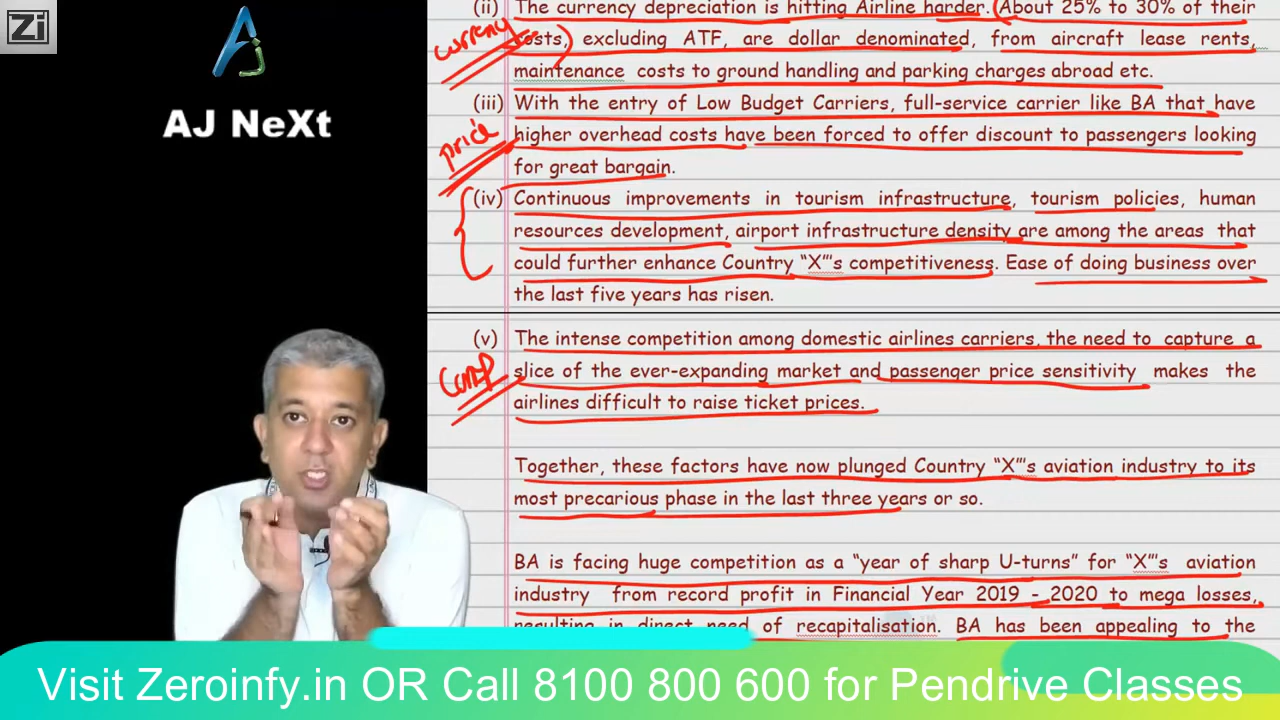 Zi
AJ NeXt
(ii) The currency depreciation is hitting Airline harder. (About 25% to 30% of their
costs,) excluding ATF, are dollar denominated, from aircraft lease rents,
maintenance costs to ground handling and parking charges abroad etc.
currency
(iii) With the entry of Low Budget Carriers, full-service carrier like BA that have
higher overhead costs have been forced to offer discount to passengers looking
for great bargain.
price
(iv) Continuous improvements in tourism infrastructure, tourism policies, human
resources development, airport infrastructure density are among the areas that
could further enhance Country “X”’s competitiveness. Ease of doing business over
the last five years has risen.
(v) The intense competition among domestic airlines carriers, the need to capture a
slice of the ever-expanding market and passenger price sensitivity makes the
airlines difficult to raise ticket prices.
Comp
Together, these factors have now plunged Country “X”’s aviation industry to its
most precarious phase in the last three years or so.
BA is facing huge competition as a “year of sharp U-turns” for “X”’s aviation
industry from record profit in Financial Year 2019 - 2020 to mega losses,
resulting in direct need of recapitalisation. BA has been appealing to the
Visit Zeroinfy.in OR Call 8100 800 600 for Pendrive Classes